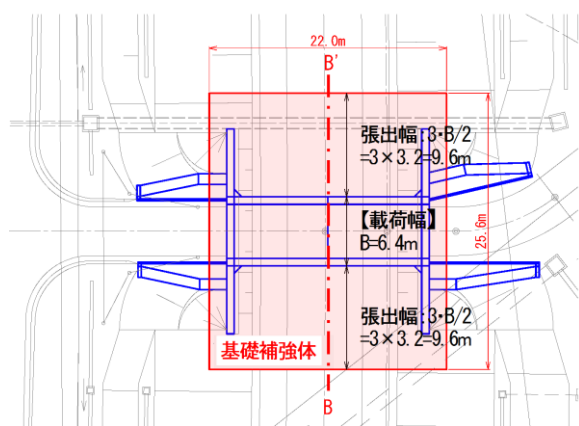 22.0m
B'
張出幅:3・B/2
=3×3.2=9.6m
【載荷幅】
B=6.4m
25.6m
張出幅:3・B/2
=3×3.2=9.6m
基礎補強体
B